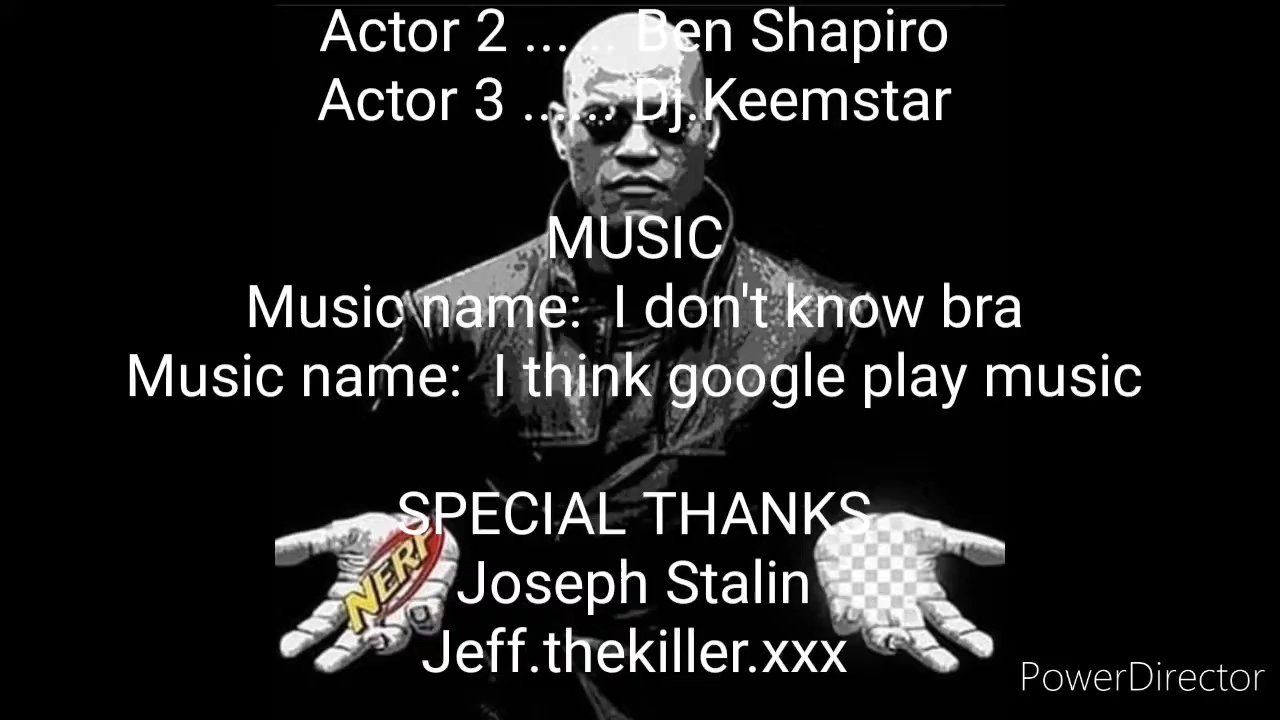 Actor 2 ...... Ben Shapiro
Actor 3 ...... Dj.Keemstar
MUSIC
Music name:  I don't know bra
Music name:  I think google play music
SPECIAL THANKS
NERF
Joseph Stalin
Jeff.thekiller.xxx
PowerDirector